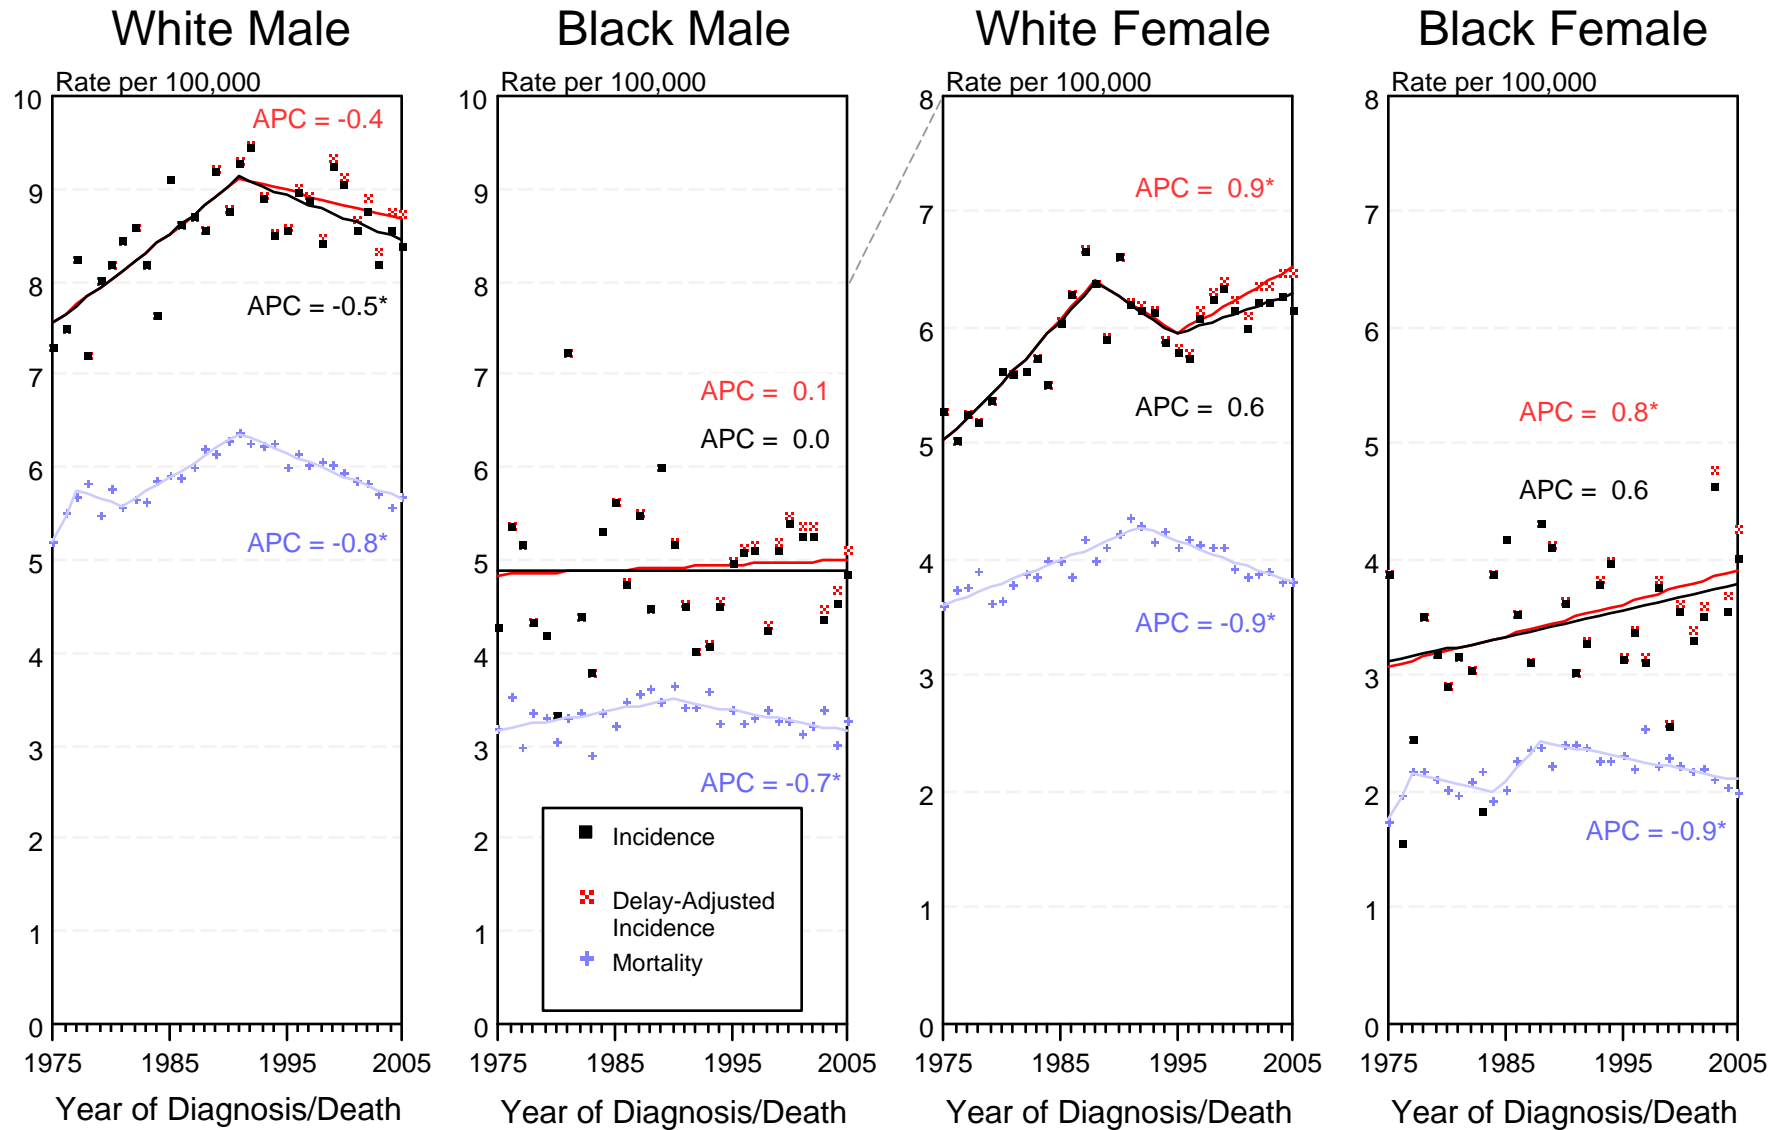 White Male
Black Male
White Female
Black Female
Rate per 100,000
10
9
8
7
6
5
4
3
2
1
0
APC = -0.4
APC = -0.5*
APC = -0.8*
1975
1985
1995
2005
Year of Diagnosis/Death
Rate per 100,000
10
9
8
7
6
5
4
3
2
1
0
APC = 0.1
APC = 0.0
APC = -0.7*
Incidence
Delay-Adjusted
Incidence
Mortality
1975
1985
1995
2005
Year of Diagnosis/Death
Rate per 100,000
8
7
6
5
4
3
2
1
0
APC = 0.9*
APC = 0.6
APC = -0.9*
1975
1985
1995
2005
Year of Diagnosis/Death
Rate per 100,000
8
7
6
5
4
3
2
1
0
APC = 0.8*
APC = 0.6
APC = -0.9*
1975
1985
1995
2005
Year of Diagnosis/Death